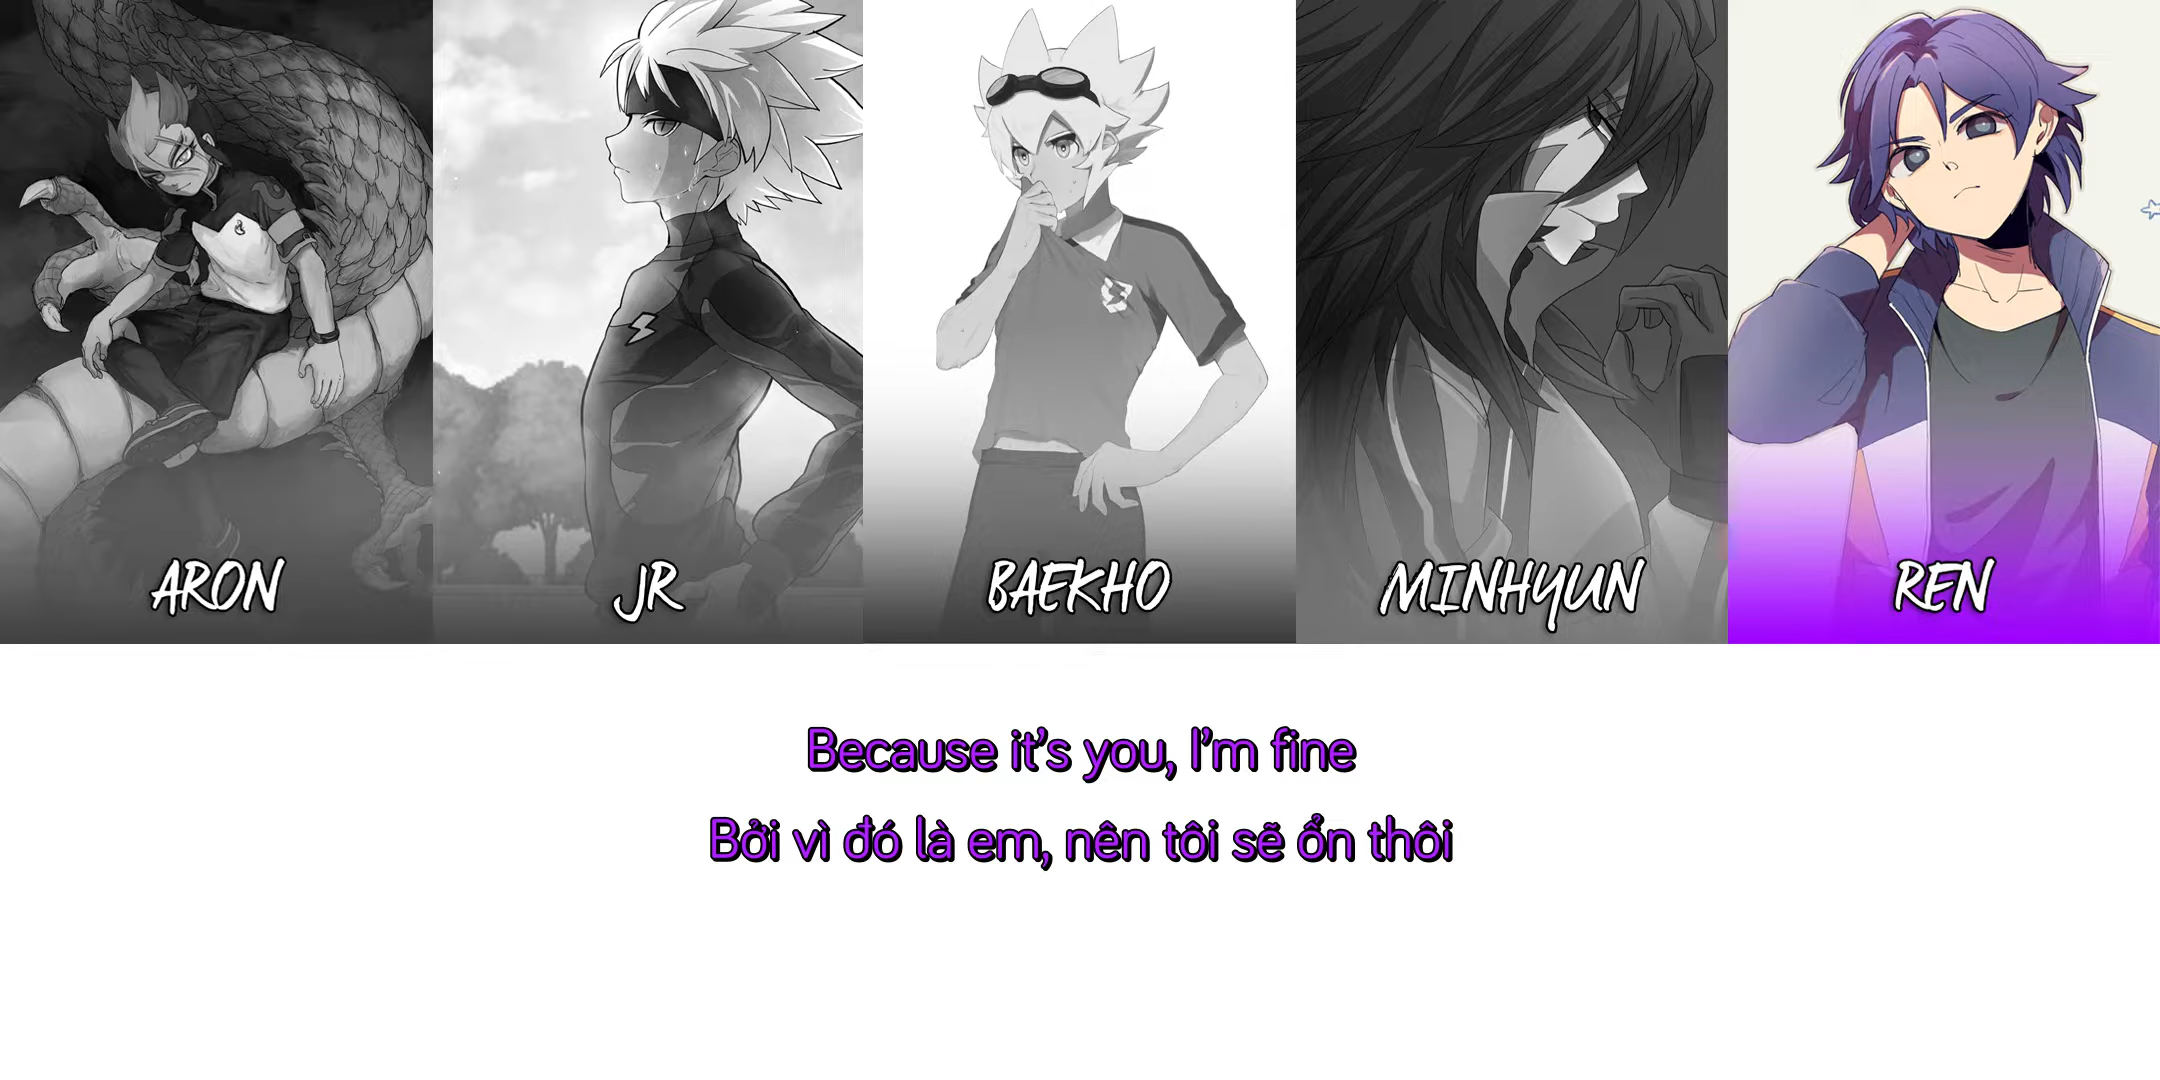 ARON
JR
BAEKHO
MINHYUN
REN
Because it’s you, I’m fine
Bởi vì đó là em, nên tôi sẽ ổn thôi